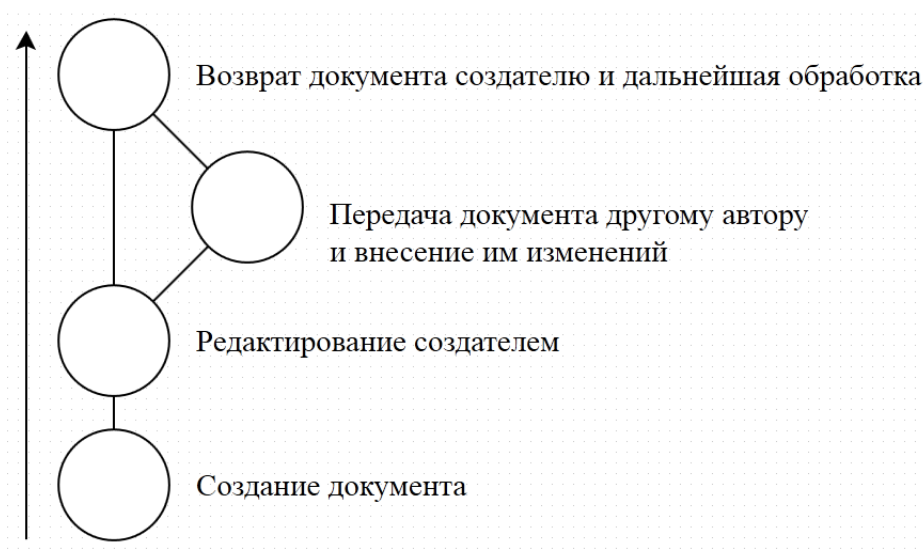 Возврат документа создателю и дальнейшая обработка
Передача документа другому автору
и внесение им изменений
Редактирование создателем
Создание документа